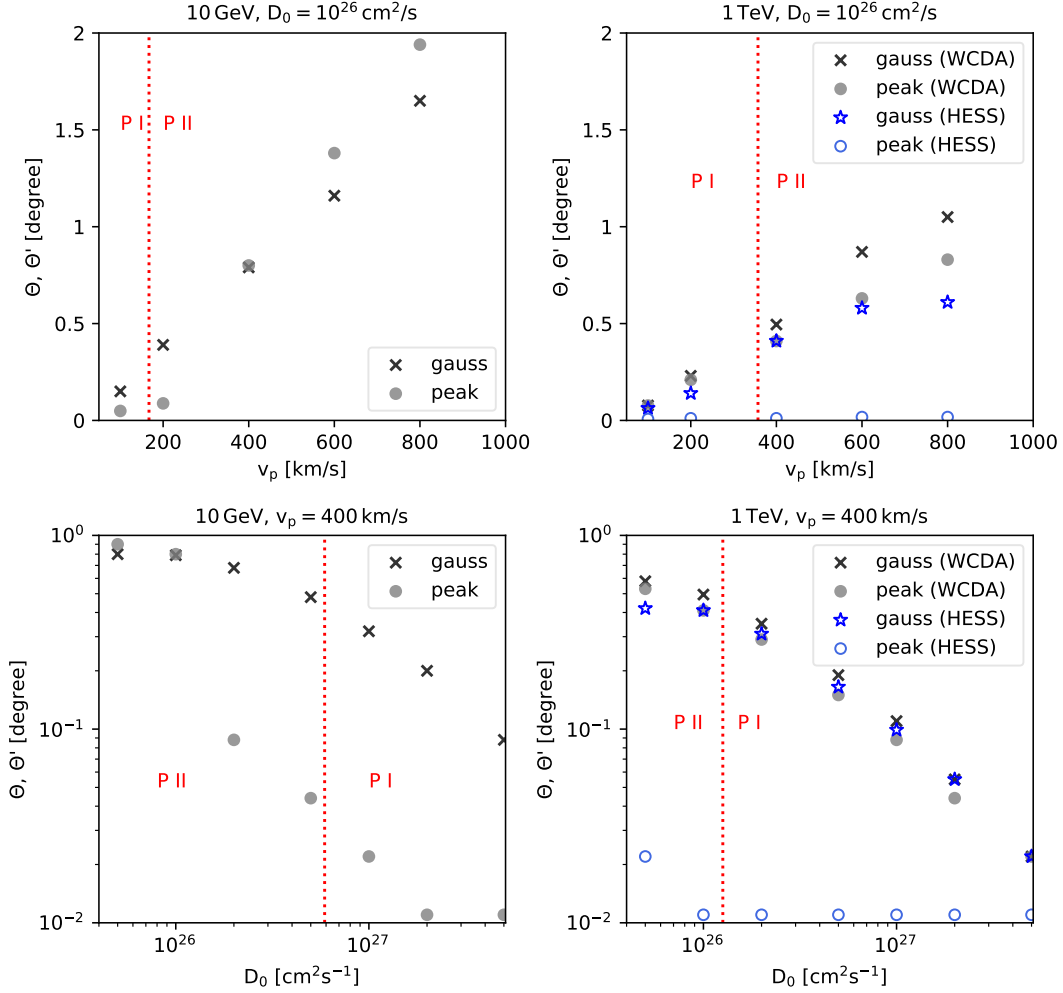 10 GeV, D₀ = 10²⁶ cm²/s
2
1.5
1
0.5
0
Θ, Θ' [degree]
P I
P II
gauss
peak
200
400
600
800
1000
vₚ [km/s]
1 TeV, D₀ = 10²⁶ cm²/s
2
1.5
1
0.5
0
Θ, Θ' [degree]
P I
P II
gauss (WCDA)
peak (WCDA)
gauss (HESS)
peak (HESS)
200
400
600
800
1000
vₚ [km/s]
10 GeV, vₚ = 400 km/s
10⁰
10⁻¹
10⁻²
Θ, Θ' [degree]
gauss
peak
P II
P I
10²⁶
10²⁷
D₀ [cm²s⁻¹]
1 TeV, vₚ = 400 km/s
10⁰
10⁻¹
10⁻²
Θ, Θ' [degree]
gauss (WCDA)
peak (WCDA)
gauss (HESS)
peak (HESS)
P II
P I
10²⁶
10²⁷
D₀ [cm²s⁻¹]